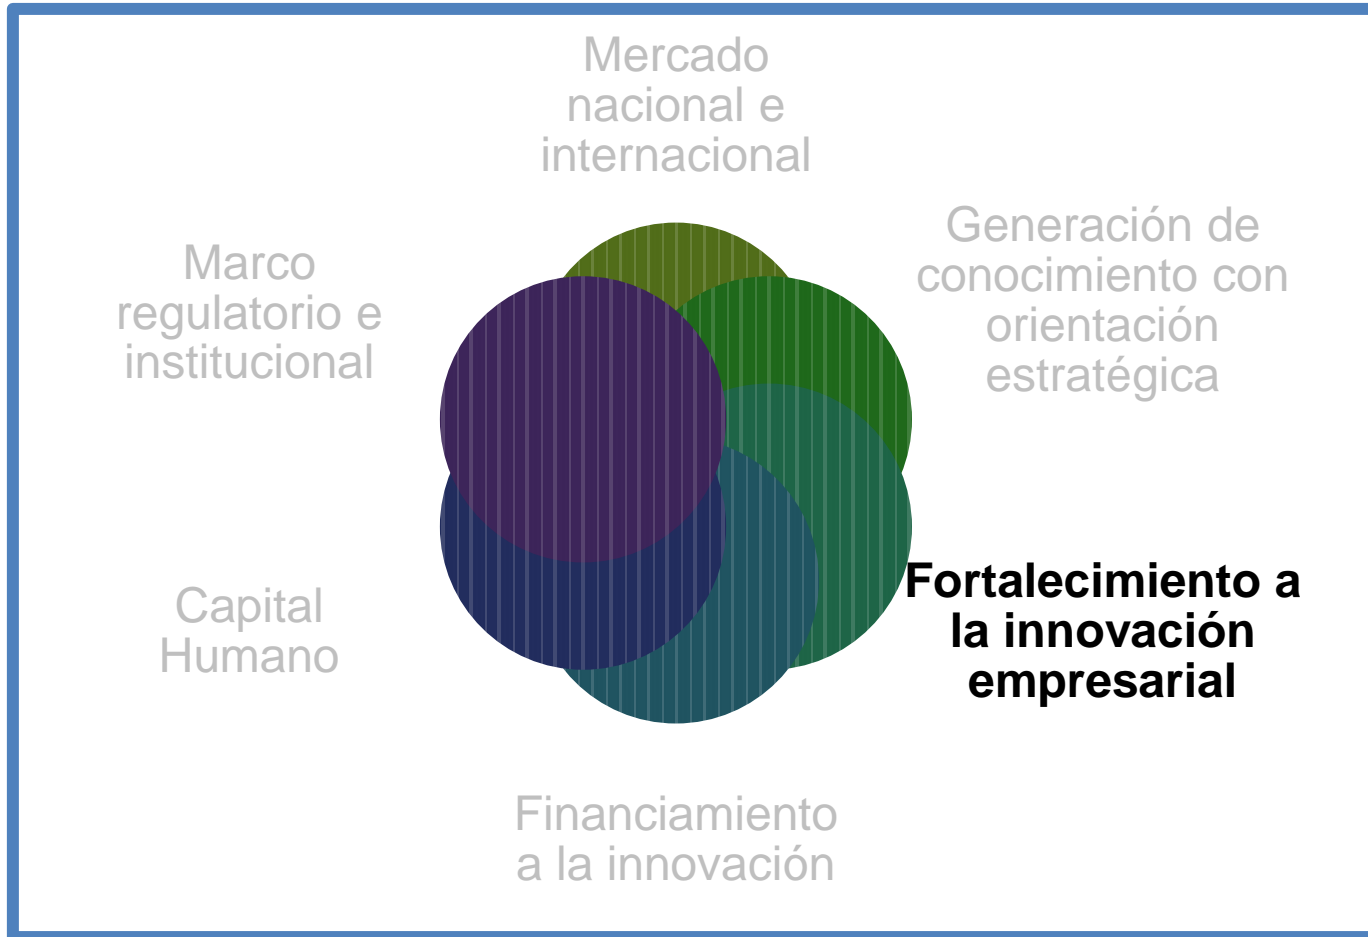 Mercado
nacional e
internacional
Generación de
conocimiento con
orientación
estratégica
Fortalecimiento a
la innovación
empresarial
Financiamiento
a la innovación
Capital
Humano
Marco
regulatorio e
institucional